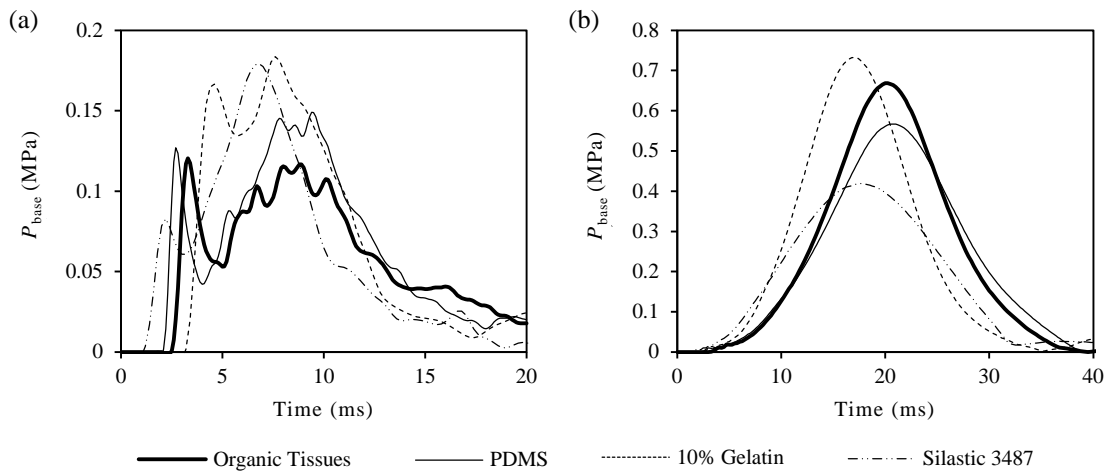 (a)
0.2
0.15
0.1
0.05
0
P base (MPa)
0 5 10 15 20
Time (ms)
(b)
0.8
0.7
0.6
0.5
0.4
0.3
0.2
0.1
0
P base (MPa)
0 10 20 30 40
Time (ms)
Organic Tissues PDMS 10% Gelatin Silastic 3487